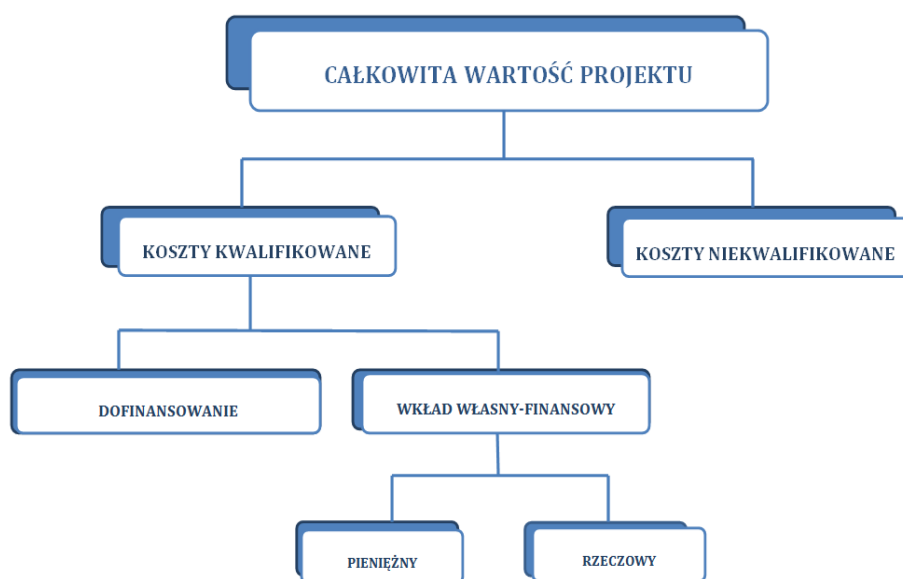 CAŁKOWITA WARTOŚĆ PROJEKTU
KOSZTY KWALIFIKOWANE
KOSZTY NIEKWALIFIKOWANE
DOFINANSOWANIE
WKŁAD WŁASNY-FINANSOWY
PIENIĘŻNY
RZECZOWY